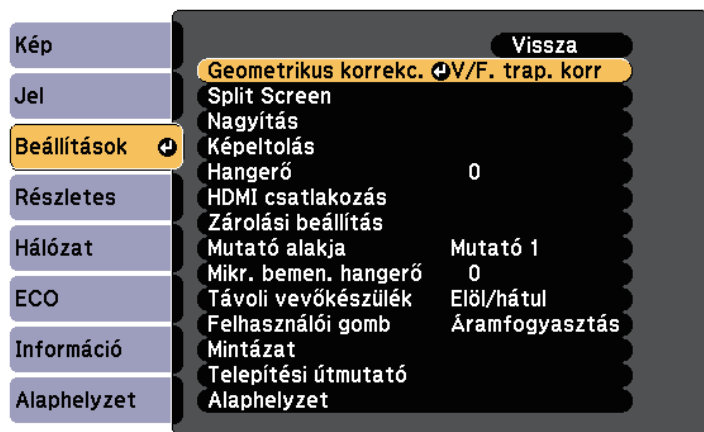 Kép
Jel
Beállítások
Részletes
Hálózat
ECO
Információ
Alaphelyzet
Vissza
Geometrikus korrekc. V/F. trap. korr
Split Screen
Nagyítás
Képeltolás
Hangerő 0
HDMI csatlakozás
Zárolási beállítás
Mutató alakja Mutató 1
Mikr. bemen. hangerő 0
Távoli vevőkészülék Elöl/hátul
Felhasználói gomb Áramfogyasztás
Mintázat
Telepítési útmutató
Alaphelyzet